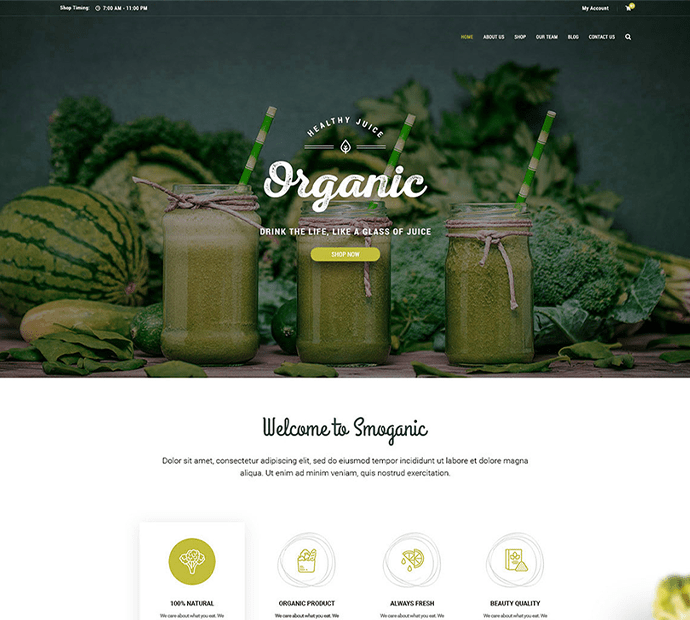 Shop Timing: 7:00 AM - 11:00 PM
My Account
HOME ABOUT US SHOP OUR TEAM BLOG CONTACT US
HEALTHY JUICE
Organic
DRINK THE LIFE, LIKE A GLASS OF JUICE
SHOP NOW
Welcome to Smoganic
Dolor sit amet, consectetur adipiscing elit, sed do eiusmod tempor incididunt ut labore et dolore magna
aliqua. Ut enim ad minim veniam, quis nostrud exercitation.
100% NATURAL
We care about what you eat. We
ORGANIC PRODUCT
We care about what you eat. We
ALWAYS FRESH
We care about what you eat. We
BEAUTY QUALITY
We care about what you eat. We